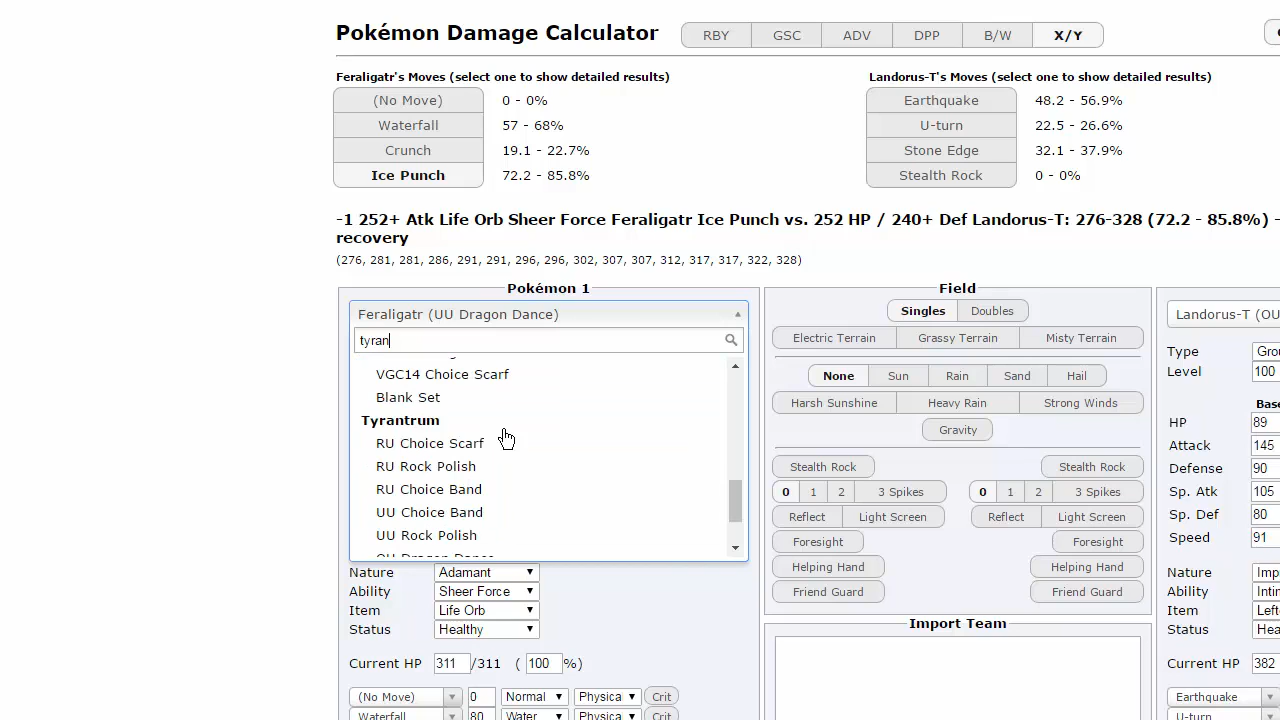 Pokémon Damage Calculator RBY GSC ADV DPP B/W X/Y
Feraligatr's Moves (select one to show detailed results) Landorus-T's Moves (select one to show detailed results)
(No Move) 0 - 0% Earthquake 48.2 - 56.9%
Waterfall 57 - 68% U-turn 22.5 - 26.6%
Crunch 19.1 - 22.7% Stone Edge 32.1 - 37.9%
Ice Punch 72.2 - 85.8% Stealth Rock 0 - 0%
-1 252+ Atk Life Orb Sheer Force Feraligatr Ice Punch vs. 252 HP / 240+ Def Landorus-T: 276-328 (72.2 - 85.8%) -
recovery
(276, 281, 281, 286, 291, 291, 296, 296, 302, 307, 307, 312, 317, 317, 322, 328)
Pokémon 1
Feraligatr (UU Dragon Dance)
tyran
VGC14 Choice Scarf
Blank Set
Tyrantrum
RU Choice Scarf
RU Rock Polish
RU Choice Band
UU Choice Band
UU Rock Polish
Nature Adamant
Ability Sheer Force
Item Life Orb
Status Healthy
Current HP 311 /311 ( 100 %)
(No Move) 0 Normal Physica Crit
Waterfall 80 Water Physica Crit
Field
Singles Doubles
Electric Terrain Grassy Terrain Misty Terrain
None Sun Rain Sand Hail
Harsh Sunshine Heavy Rain Strong Winds
Gravity
Stealth Rock Stealth Rock
0 1 2 3 Spikes 0 1 2 3 Spikes
Reflect Light Screen Reflect Light Screen
Foresight Foresight
Helping Hand Helping Hand
Friend Guard Friend Guard
Import Team
Landorus-T (OU
Type Grou
Level 100
Base
HP 89
Attack 145
Defense 90
Sp. Atk 105
Sp. Def 80
Speed 91
Nature Imp
Ability Inti
Item Left
Status Hea
Current HP 382
Earthquake
U-turn